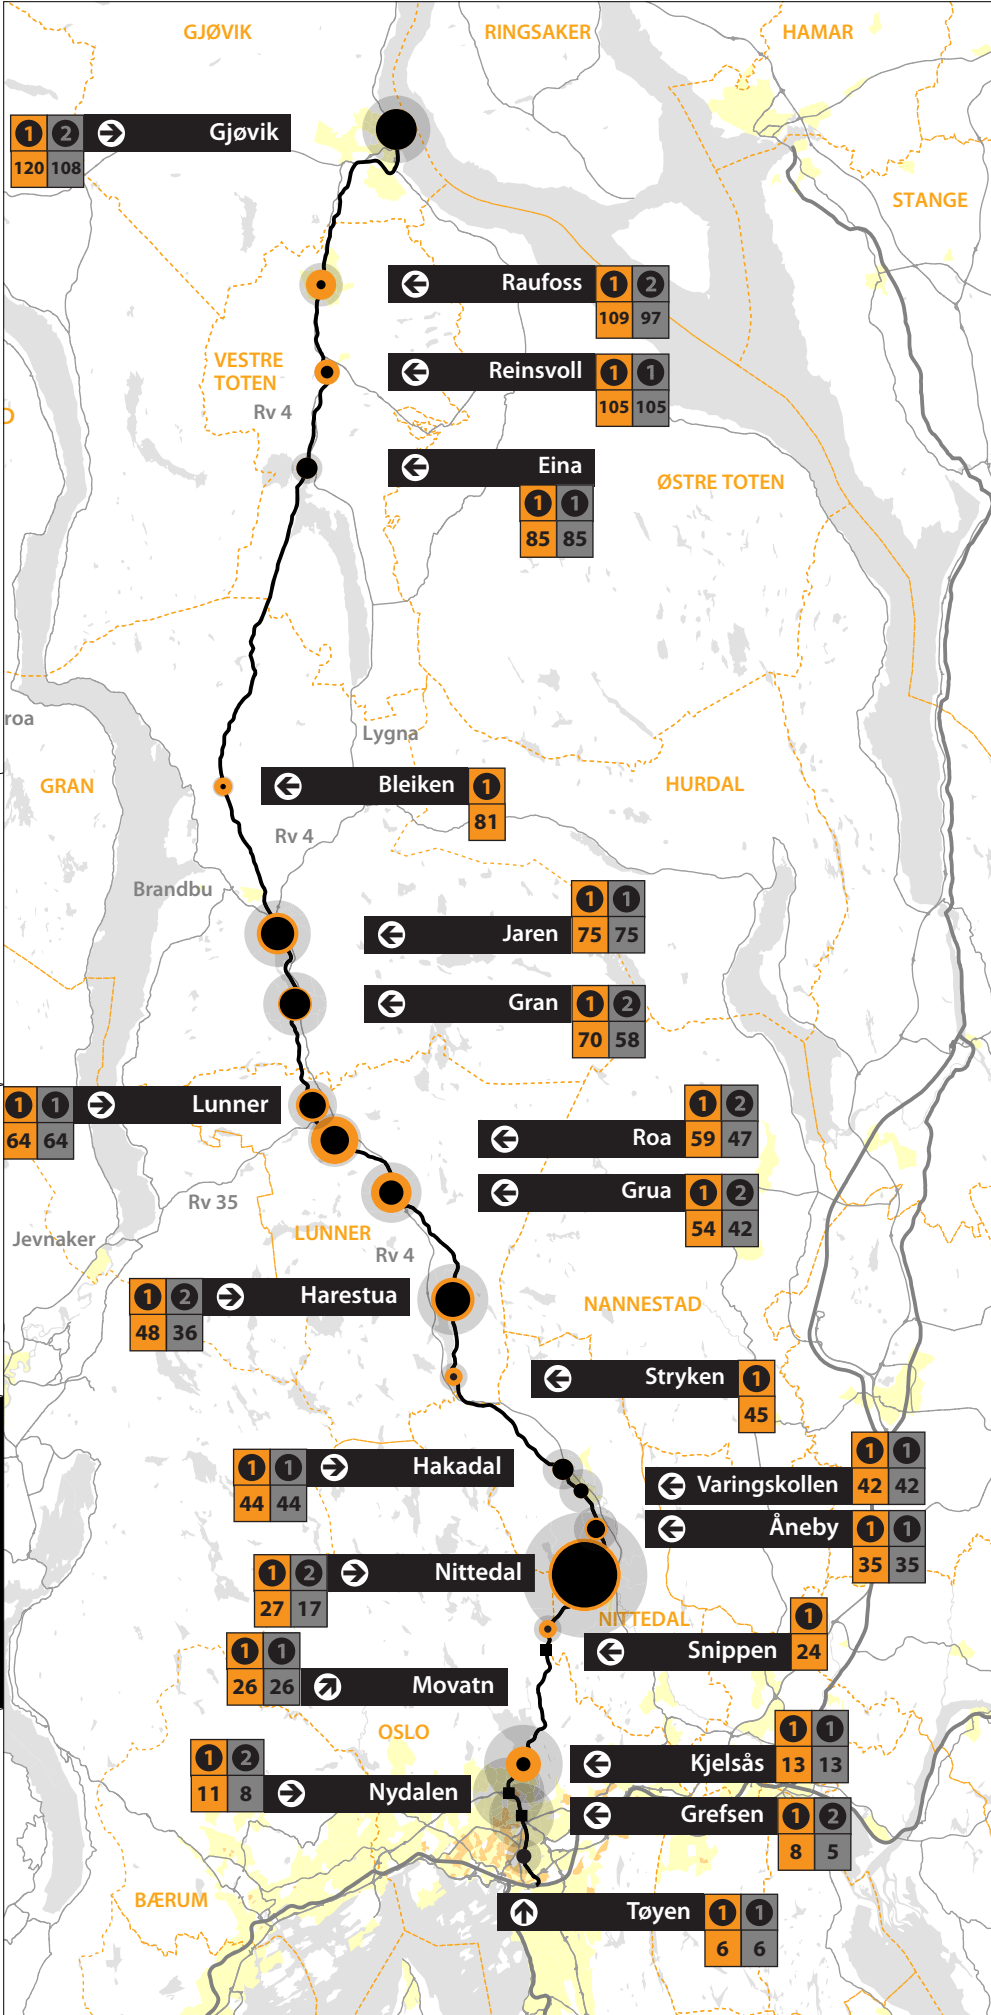 GJØVIK
RINGSAKER
HAMAR
1 2 Gjøvik
120 108
STANGE
Raufoss 1 2
109 97
VESTRE
TOTEN
Reinsvoll 1 1
105 105
Rv 4
D
Eina
1 1
85 85
ØSTRE TOTEN
roa
Lygna
GRAN
Bleiken 1
81
HURDAL
Rv 4
Brandbu
1 1
Jaren 75 75
Gran 1 2
70 58
1 1 Lunner
64 64
1 2
Roa 59 47
Rv 35
Grua 1 2
54 42
Jevnaker
LUNNER
Rv 4
1 2 Harestua
48 36
NANNESTAD
Stryken 1
45
1 1 Hakadal
44 44
1 1
Varingskollen 42 42
Åneby 1 1
35 35
1 2 Nittedal
27 17
NITTEDAL
1
Snippen 24
1 1
26 26 Movatn
OSLO
1 1
Kjelsås 13 13
1 2
11 8 Nydalen
Grefsen 1 2
8 5
BÆRUM
Tøyen 1 1
6 6